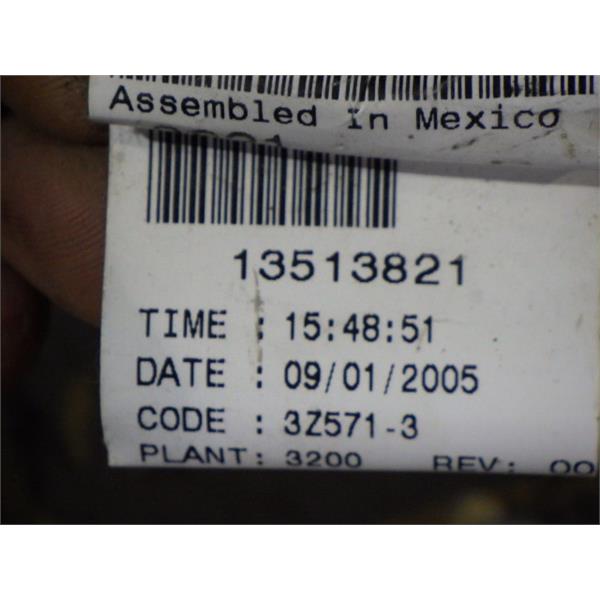 Assembled In Mexico
13513821
TIME : 15:48:51
DATE : 09/01/2005
CODE : 3Z571-3
PLANT: 3200 REV: 00